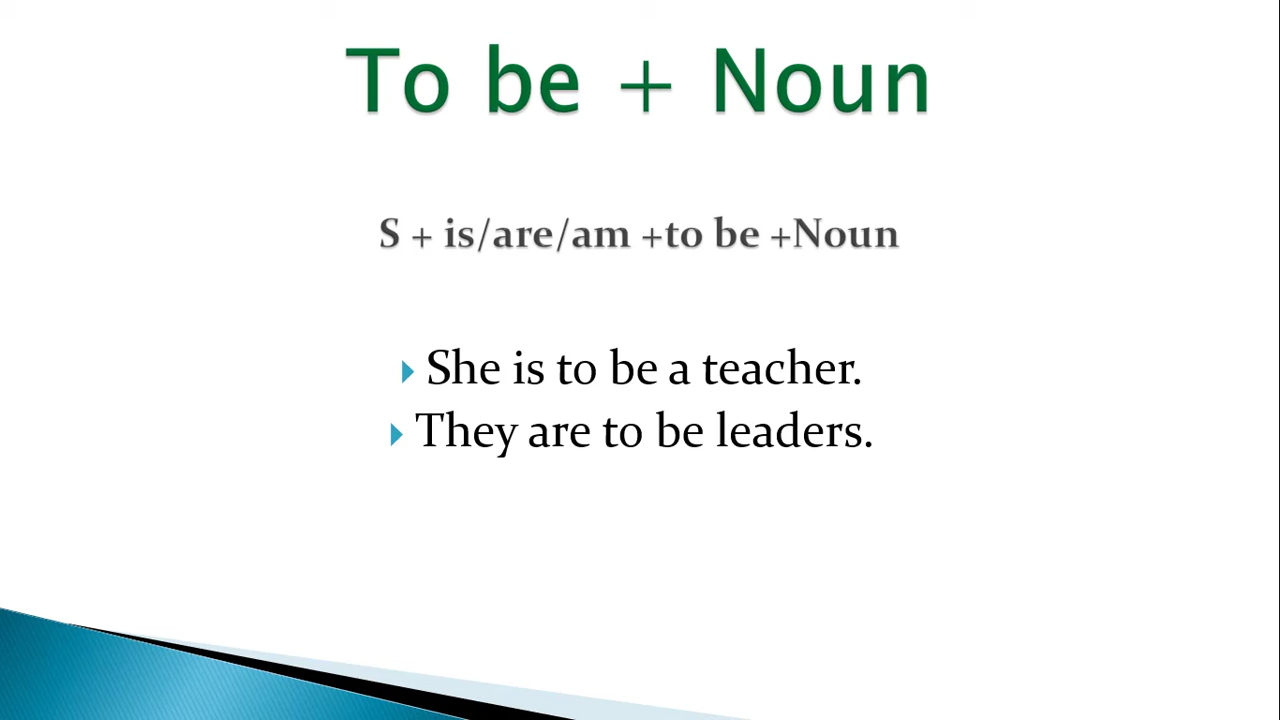 To be + Noun
S + is/are/am +to be +Noun
She is to be a teacher.
They are to be leaders.